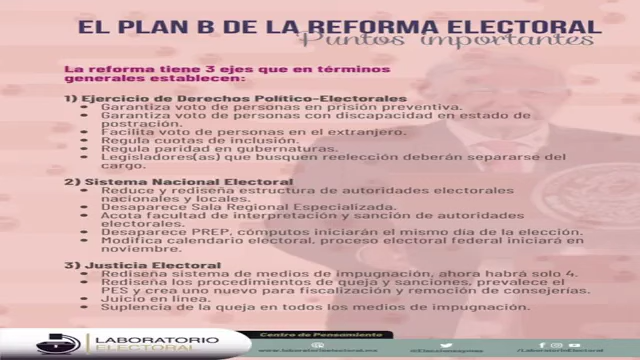 EL PLAN B DE LA REFORMA ELECTORAL
Puntos importantes
La reforma tiene 3 ejes que en términos
generales establecen:
1) Ejercicio de Derechos Político-Electorales
• Garantiza voto de personas en prisión preventiva.
• Garantiza voto de personas con discapacidad en estado de
postración.
• Facilita voto de personas en el extranjero.
• Regula cuotas de inclusión.
• Regula paridad en gubernaturas.
• Legisladores(as) que busquen reelección deberán separarse del
cargo.
2) Sistema Nacional Electoral
• Reduce y rediseña estructura de autoridades electorales
nacionales y locales.
• Desaparece Sala Regional Especializada.
• Acota facultad de interpretación y sanción de autoridades
electorales.
• Desaparece PREP, cómputos iniciarán el mismo día de la elección.
• Modifica calendario electoral, proceso electoral federal iniciará en
noviembre.
3) Justicia Electoral
• Rediseña sistema de medios de impugnación, ahora habrá solo 4.
• Rediseña los procedimientos de queja y sanciones, prevalece el
PES y crea uno nuevo para fiscalización y remoción de consejerías.
• Juicio en línea.
• Suplencia de la queja en todos los medios de impugnación.
LABORATORIO
ELECTORAL
Centro de Pensamiento
www.laboratorioelectoral.mx
/LaboratorioElectoral